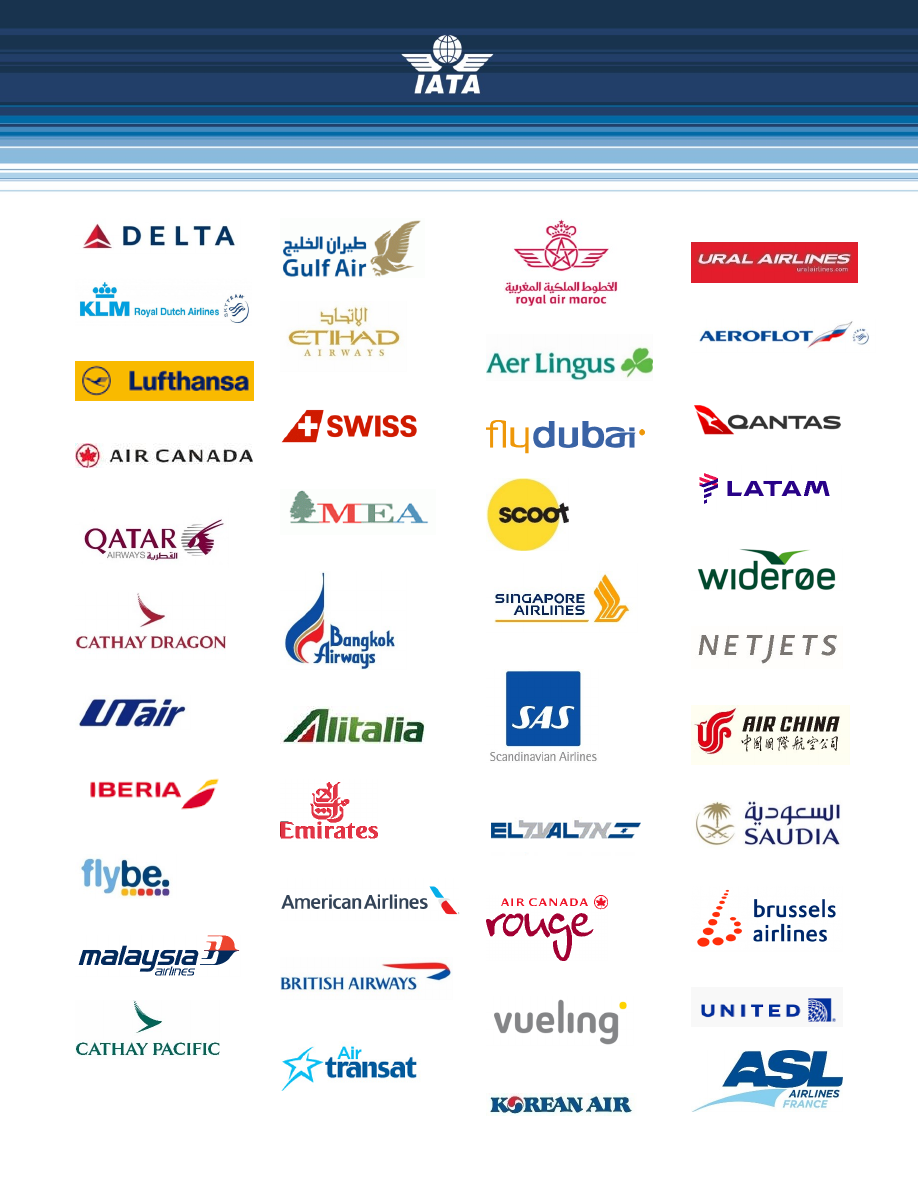 IATA
DELTA
KLM Royal Dutch Airlines SKYTEAM
Lufthansa
AIR CANADA
QATAR
AIRWAYS القطرية
CATHAY DRAGON
UTair
IBERIA
flybe.
malaysia
airlines
CATHAY PACIFIC
طيران الخليج
Gulf Air
الإتحاد
ETIHAD
AIRWAYS
SWISS
MEA
Bangkok
Airways
Alitalia
Emirates
American Airlines
BRITISH AIRWAYS
Air
transat
الخطوط الملكية المغربية
royal air maroc
Aer Lingus
flydubai
scoot
SINGAPORE
AIRLINES
SAS
Scandinavian Airlines
EL אל על AL
AIR CANADA
rouge
vueling
KOREAN AIR
URAL AIRLINES
uralairlines.com
AEROFLOT
QANTAS
LATAM
widerøe
NETJETS
AIR CHINA
中国国際航空公司
السعودية
SAUDIA
brussels
airlines
UNITED
ASL
AIRLINES
FRANCE